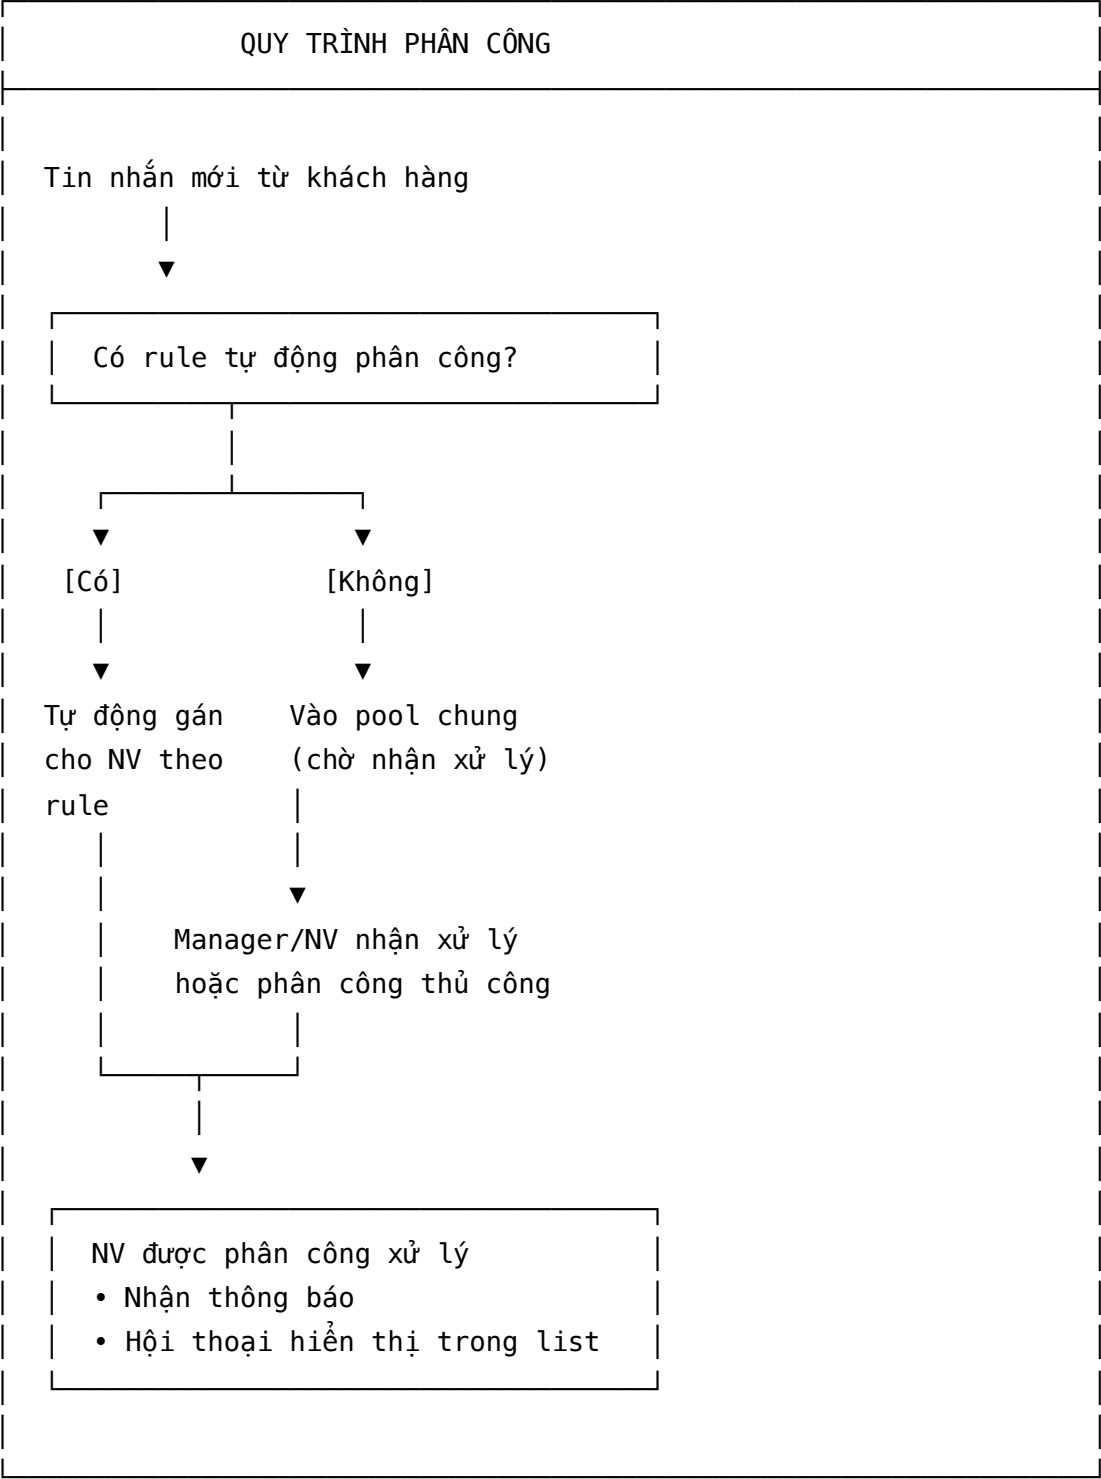 QUY TRÌNH PHÂN CÔNG
Tin nhắn mới từ khách hàng
Có rule tự động phân công?
[Có] [Không]
Tự động gán Vào pool chung
cho NV theo (chờ nhận xử lý)
rule
Manager/NV nhận xử lý
hoặc phân công thủ công
NV được phân công xử lý
• Nhận thông báo
• Hội thoại hiển thị trong list